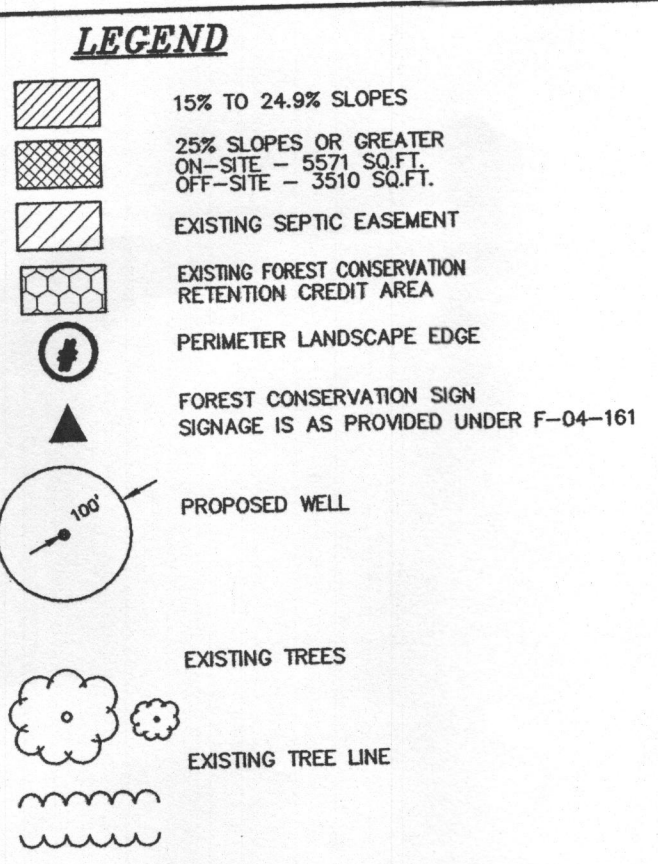 LEGEND
15% TO 24.9% SLOPES
25% SLOPES OR GREATER
ON-SITE - 5571 SQ.FT.
OFF-SITE - 3510 SQ.FT.
EXISTING SEPTIC EASEMENT
EXISTING FOREST CONSERVATION
RETENTION CREDIT AREA
#
PERIMETER LANDSCAPE EDGE
FOREST CONSERVATION SIGN
SIGNAGE IS AS PROVIDED UNDER F-04-161
100'
PROPOSED WELL
EXISTING TREES
EXISTING TREE LINE